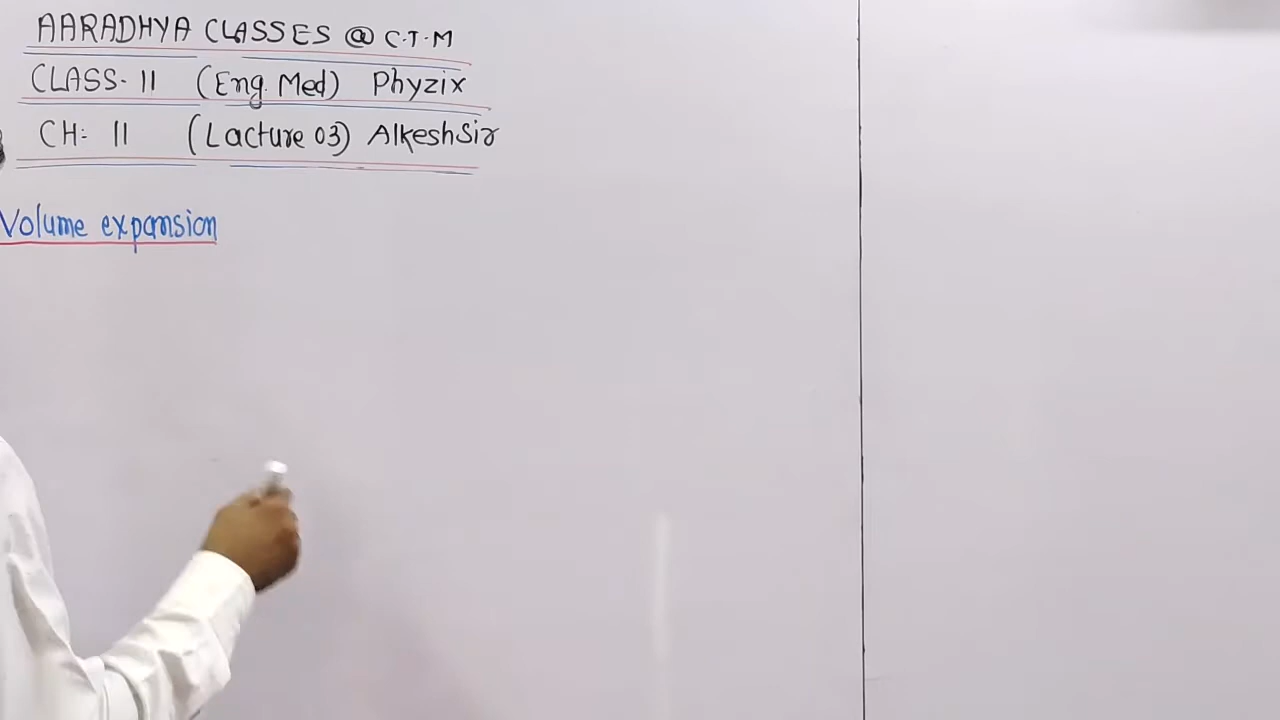 AARADHYA CLASSES @ C.T.M
CLASS- 11 (Eng. Med) Phyzix
CH: 11 (Lacture 03) AlkeshSir
Volume expansion